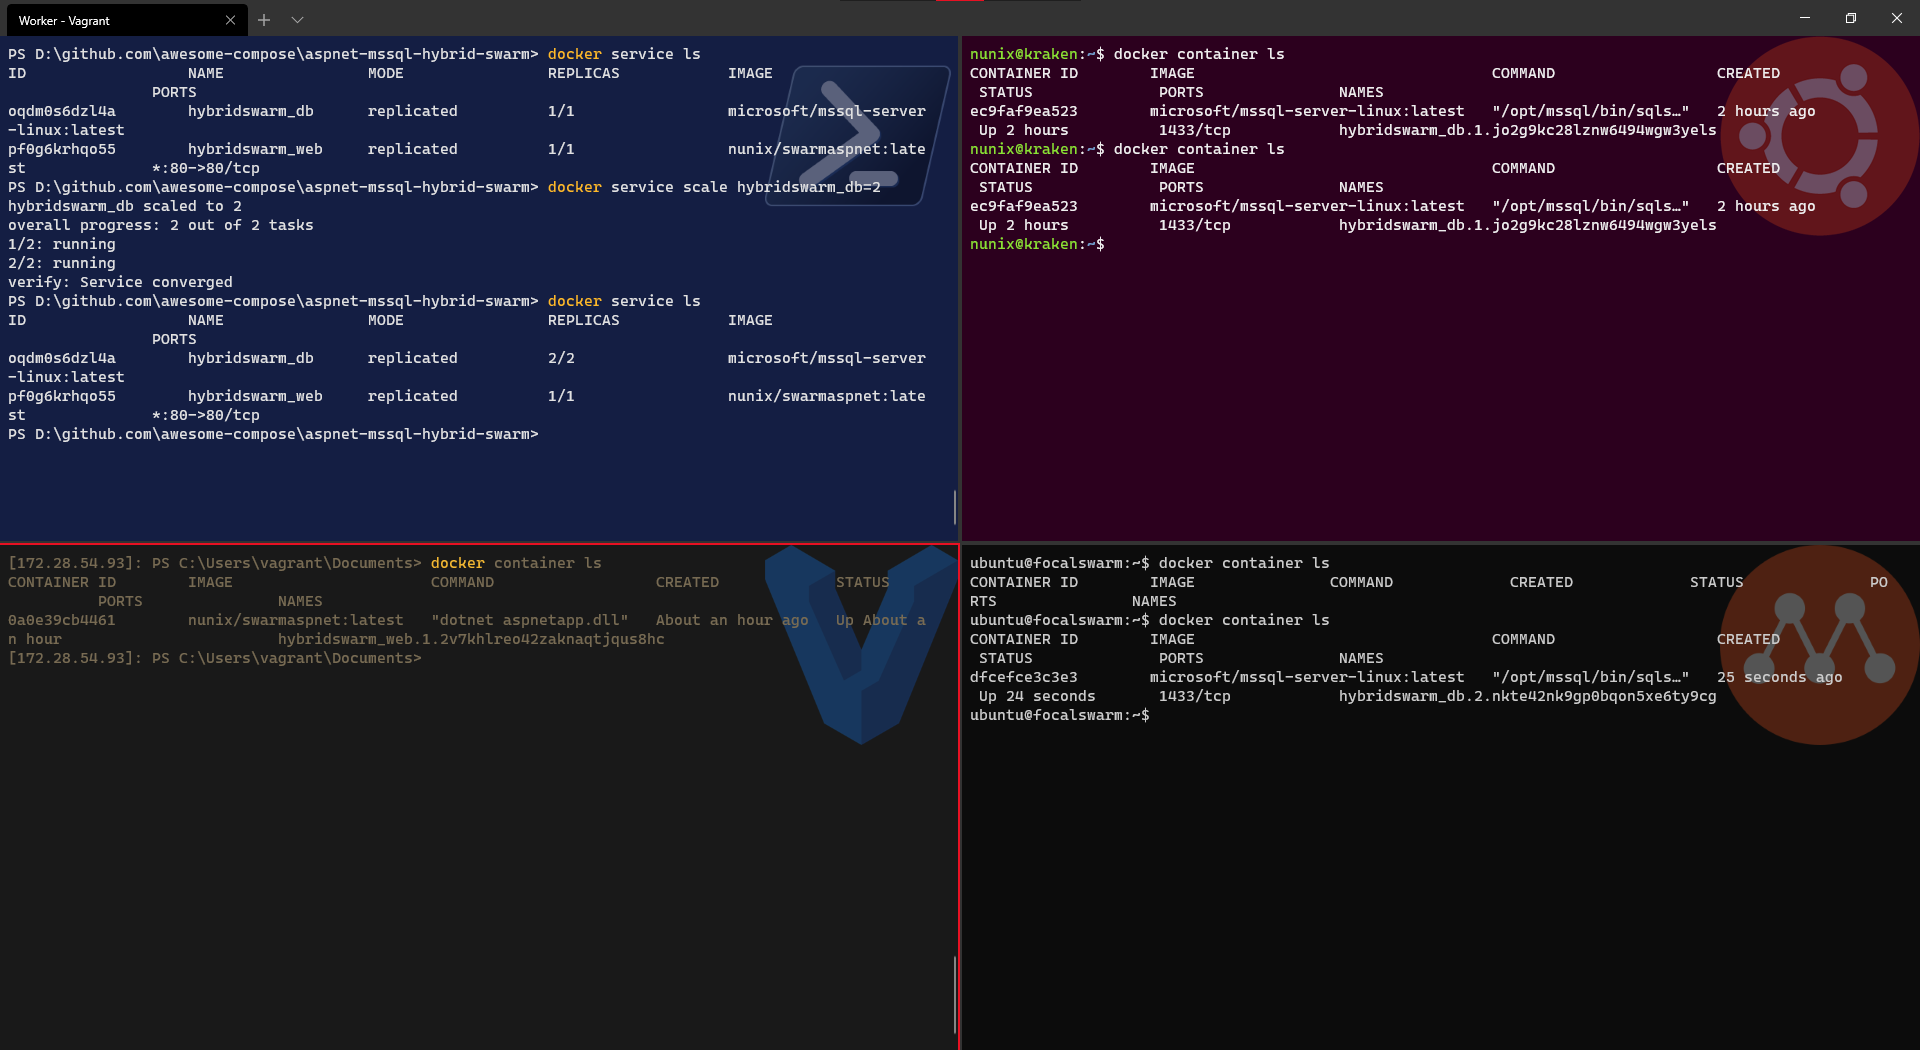 Worker - Vagrant
PS D:\github.com\awesome-compose\aspnet-mssql-hybrid-swarm> docker service ls
ID NAME MODE REPLICAS IMAGE
PORTS
oqdm0s6dzl4a hybridswarm_db replicated 1/1 microsoft/mssql-server
-linux:latest
pf0g6krhqo55 hybridswarm_web replicated 1/1 nunix/swarmaspnet:late
st *:80->80/tcp
PS D:\github.com\awesome-compose\aspnet-mssql-hybrid-swarm> docker service scale hybridswarm_db=2
hybridswarm_db scaled to 2
overall progress: 2 out of 2 tasks
1/2: running
2/2: running
verify: Service converged
PS D:\github.com\awesome-compose\aspnet-mssql-hybrid-swarm> docker service ls
ID NAME MODE REPLICAS IMAGE
PORTS
oqdm0s6dzl4a hybridswarm_db replicated 2/2 microsoft/mssql-server
-linux:latest
pf0g6krhqo55 hybridswarm_web replicated 1/1 nunix/swarmaspnet:late
st *:80->80/tcp
PS D:\github.com\awesome-compose\aspnet-mssql-hybrid-swarm>
nunix@kraken:~$ docker container ls
CONTAINER ID IMAGE COMMAND CREATED
STATUS PORTS NAMES
ec9faf9ea523 microsoft/mssql-server-linux:latest "/opt/mssql/bin/sqls…" 2 hours ago
Up 2 hours 1433/tcp hybridswarm_db.1.jo2g9kc28lznw6494wgw3yels
nunix@kraken:~$ docker container ls
CONTAINER ID IMAGE COMMAND CREATED
STATUS PORTS NAMES
ec9faf9ea523 microsoft/mssql-server-linux:latest "/opt/mssql/bin/sqls…" 2 hours ago
Up 2 hours 1433/tcp hybridswarm_db.1.jo2g9kc28lznw6494wgw3yels
nunix@kraken:~$
[172.28.54.93]: PS C:\Users\vagrant\Documents> docker container ls
CONTAINER ID IMAGE COMMAND CREATED STATUS
PORTS NAMES
0a0e39cb4461 nunix/swarmaspnet:latest "dotnet aspnetapp.dll" About an hour ago Up About a
n hour hybridswarm_web.1.2v7khlreo42zaknaqtjqus8hc
[172.28.54.93]: PS C:\Users\vagrant\Documents>
ubuntu@focalswarm:~$ docker container ls
CONTAINER ID IMAGE COMMAND CREATED STATUS PO
RTS NAMES
ubuntu@focalswarm:~$ docker container ls
CONTAINER ID IMAGE COMMAND CREATED
STATUS PORTS NAMES
dfcefce3c3e3 microsoft/mssql-server-linux:latest "/opt/mssql/bin/sqls…" 25 seconds ago
Up 24 seconds 1433/tcp hybridswarm_db.2.nkte42nk9gp0bqon5xe6ty9cg
ubuntu@focalswarm:~$